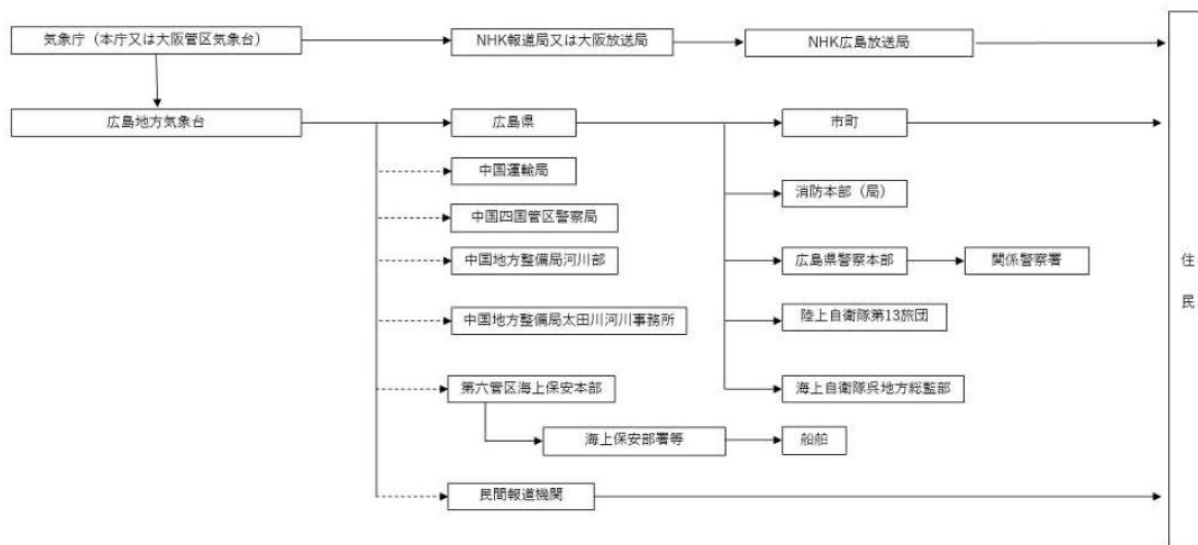 気象庁（本庁又は大阪管区気象台）
NHK報道局又は大阪放送局
NHK広島放送局
広島地方気象台
広島県
市町
中国運輸局
消防本部（局）
中国四国管区警察局
中国地方整備局河川部
広島県警察本部
関係警察署
中国地方整備局太田川河川事務所
陸上自衛隊第13旅団
第六管区海上保安本部
海上自衛隊呉地方総監部
海上保安部署等
船舶
民間報道機関
住民